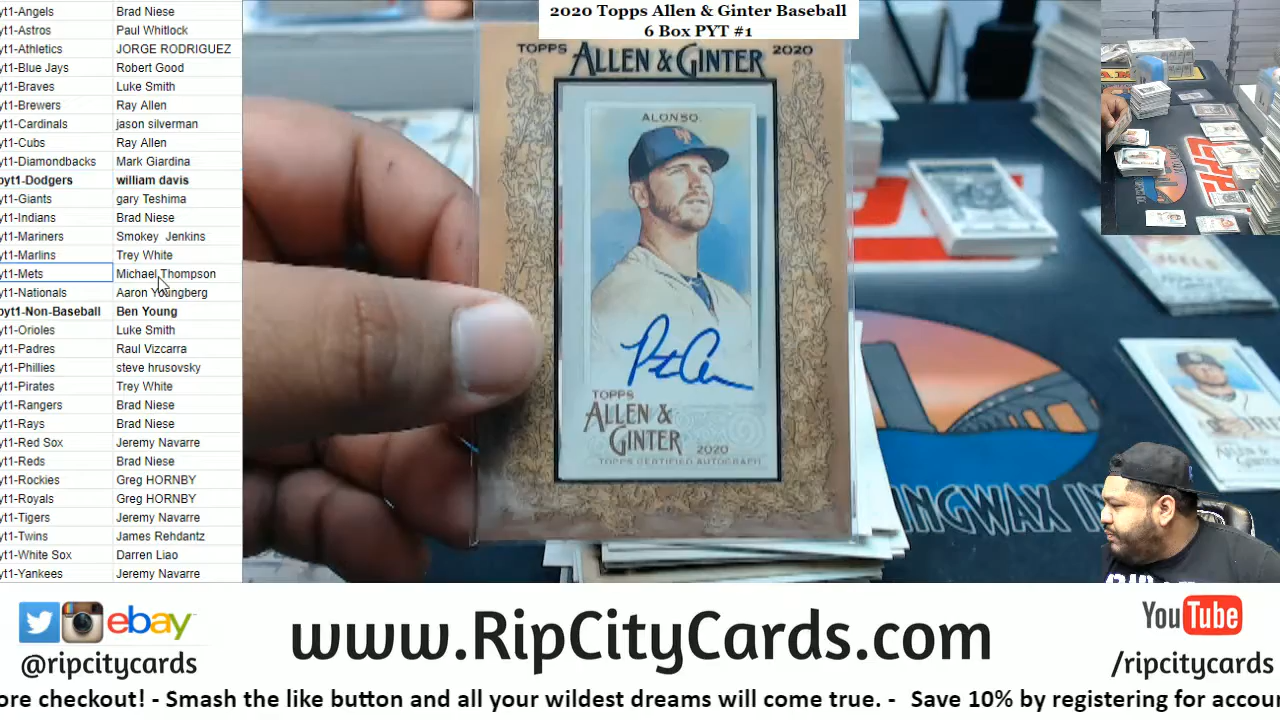 2020 Topps Allen & Ginter Baseball
6 Box PYT #1
yt1-Angels Brad Niese
yt1-Astros Paul Whitlock
yt1-Athletics JORGE RODRIGUEZ
yt1-Blue Jays Robert Good
yt1-Braves Luke Smith
yt1-Brewers Ray Allen
yt1-Cardinals jason silverman
yt1-Cubs Ray Allen
yt1-Diamondbacks Mark Giardina
pyt1-Dodgers william davis
yt1-Giants gary Teshima
yt1-Indians Brad Niese
yt1-Mariners Smokey Jenkins
yt1-Marlins Trey White
yt1-Mets Michael Thompson
yt1-Nationals Aaron Youngberg
pyt1-Non-Baseball Ben Young
yt1-Orioles Luke Smith
yt1-Padres Raul Vizcarra
yt1-Phillies steve hrusovsky
yt1-Pirates Trey White
yt1-Rangers Brad Niese
yt1-Rays Brad Niese
yt1-Red Sox Jeremy Navarre
yt1-Reds Brad Niese
yt1-Rockies Greg HORNBY
yt1-Royals Greg HORNBY
yt1-Tigers Jeremy Navarre
yt1-Twins James Rehdantz
yt1-White Sox Darren Liao
yt1-Yankees Jeremy Navarre
TOPPS ALLEN & GINTER 2020
ALONSO
TOPPS
ALLEN &
GINTER
2020
TOPPS CERTIFIED AUTOGRAPH
INGWAX IN
ebay
@ripcitycards
www.RipCityCards.com
YouTube
/ripcitycards
ore checkout! - Smash the like button and all your wildest dreams will come true. - Save 10% by registering for accou